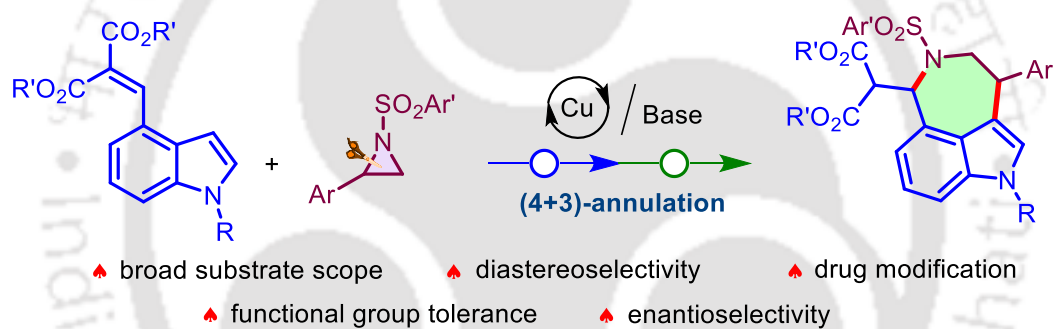 CO₂R'
R'O₂C
N
R
+
SO₂Ar'
N
Ar
Cu / Base
(4+3)-annulation
Ar'O₂S
N
R'O₂C
R'O₂C
Ar
N
R
♠ broad substrate scope ♠ diastereoselectivity ♠ drug modification
♠ functional group tolerance ♠ enantioselectivity